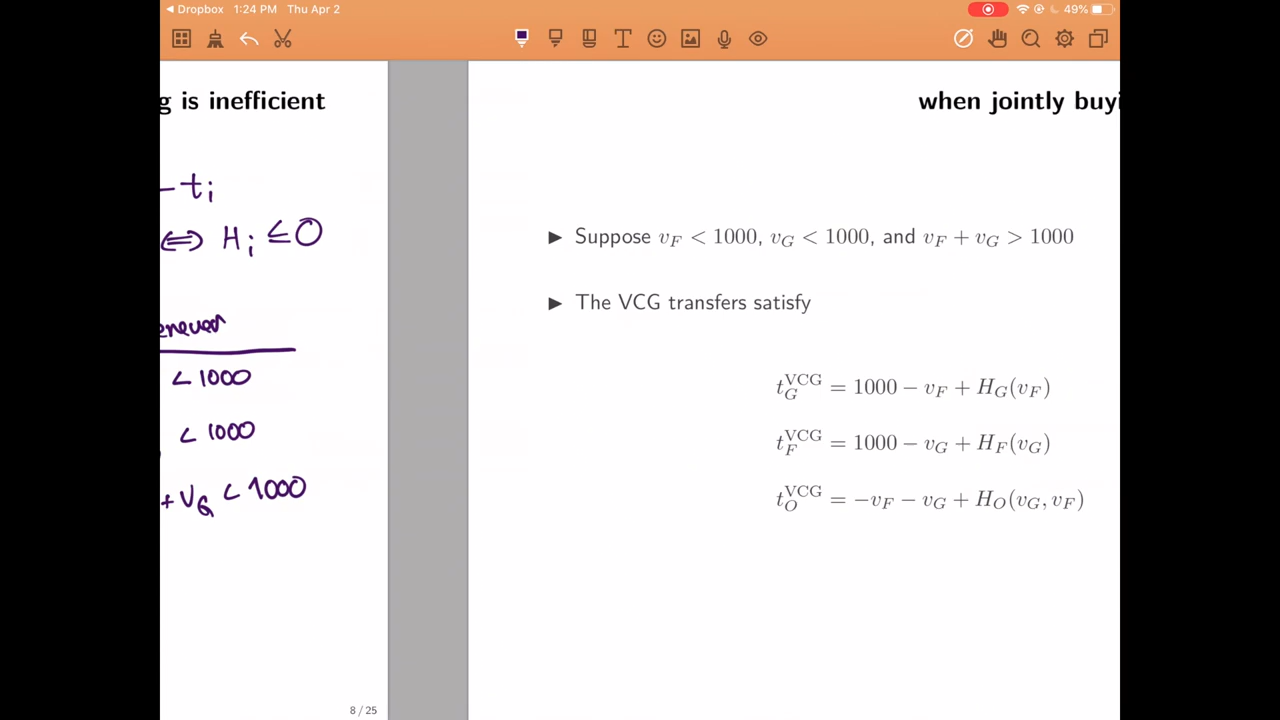 Dropbox 1:24 PM Thu Apr 2 49%
g is inefficient
– tᵢ
⟺ Hᵢ ≤ 0
< 1000
< 1000
+ v_G < 1000
8 / 25
when jointly buyi
▶ Suppose v_F < 1000, v_G < 1000, and v_F + v_G > 1000
▶ The VCG transfers satisfy
t_G^VCG = 1000 − v_F + H_G(v_F)
t_F^VCG = 1000 − v_G + H_F(v_G)
t_O^VCG = −v_F − v_G + H_O(v_G, v_F)